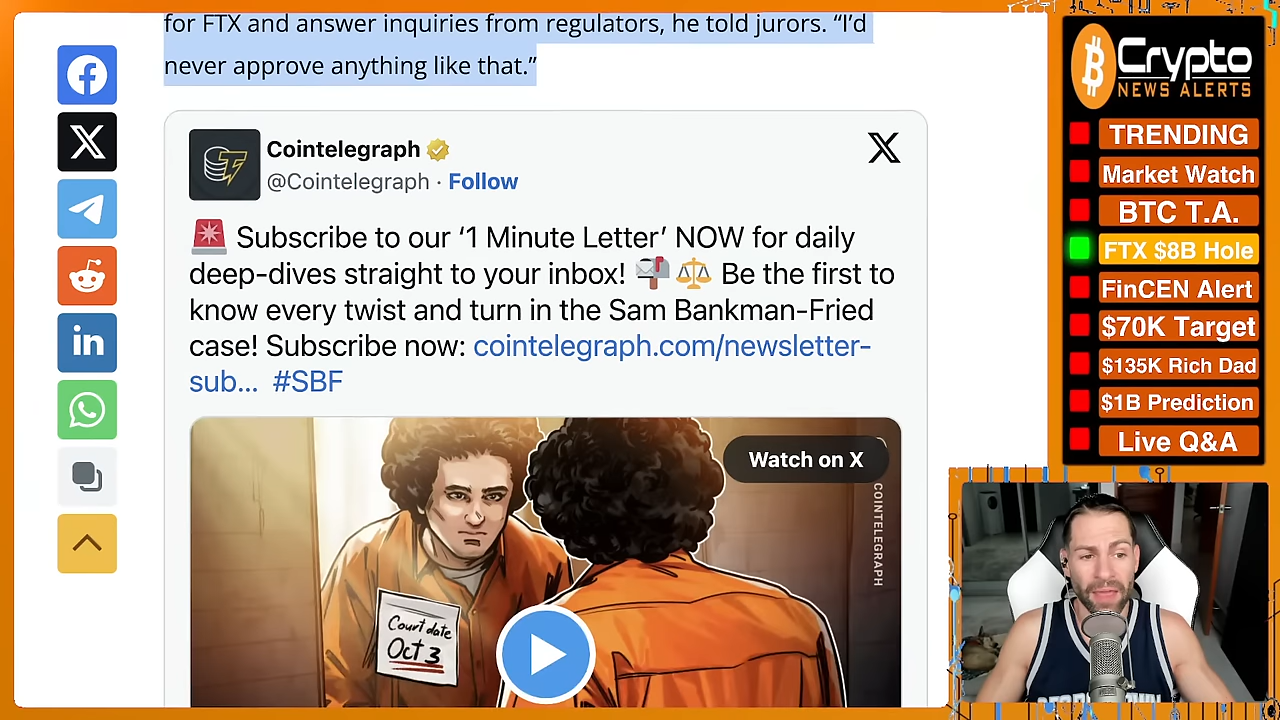 for FTX and answer inquiries from regulators, he told jurors. “I’d
never approve anything like that.”
Cointelegraph
@Cointelegraph · Follow
Subscribe to our ‘1 Minute Letter’ NOW for daily
deep-dives straight to your inbox! Be the first to
know every twist and turn in the Sam Bankman-Fried
case! Subscribe now: cointelegraph.com/newsletter-
sub… #SBF
Watch on X
COINTELEGRAPH
Court date
Oct 3
Crypto
NEWS ALERTS
TRENDING
Market Watch
BTC T.A.
FTX $8B Hole
FinCEN Alert
$70K Target
$135K Rich Dad
$1B Prediction
Live Q&A